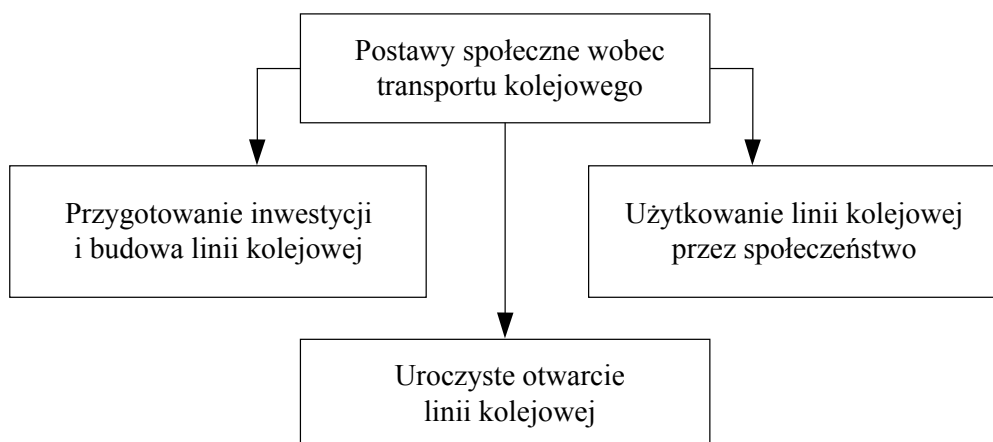 Postawy społeczne wobec
transportu kolejowego
Przygotowanie inwestycji
i budowa linii kolejowej
Użytkowanie linii kolejowej
przez społeczeństwo
Uroczyste otwarcie
linii kolejowej